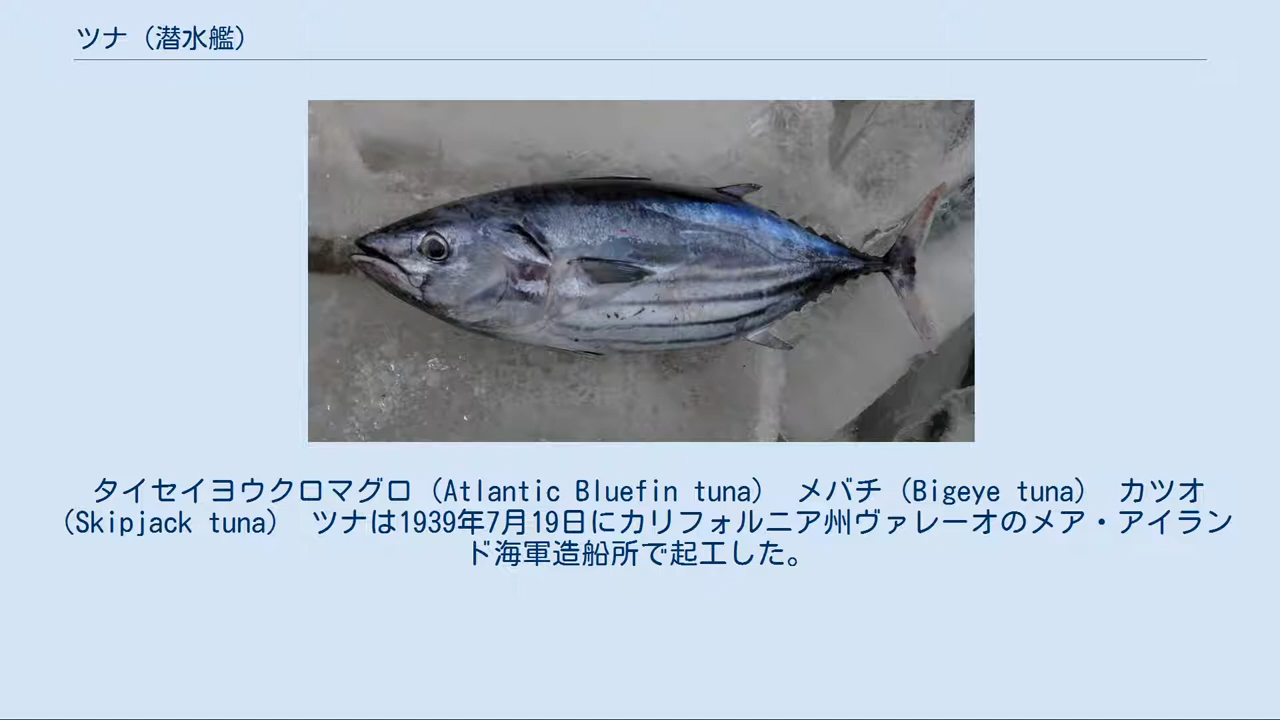 ツナ（潜水艦）
タイセイヨウクロマグロ（Atlantic Bluefin tuna） メバチ（Bigeye tuna） カツオ
（Skipjack tuna） ツナは1939年7月19日にカリフォルニア州ヴァレーオのメア・アイラン
ド海軍造船所で起工した。